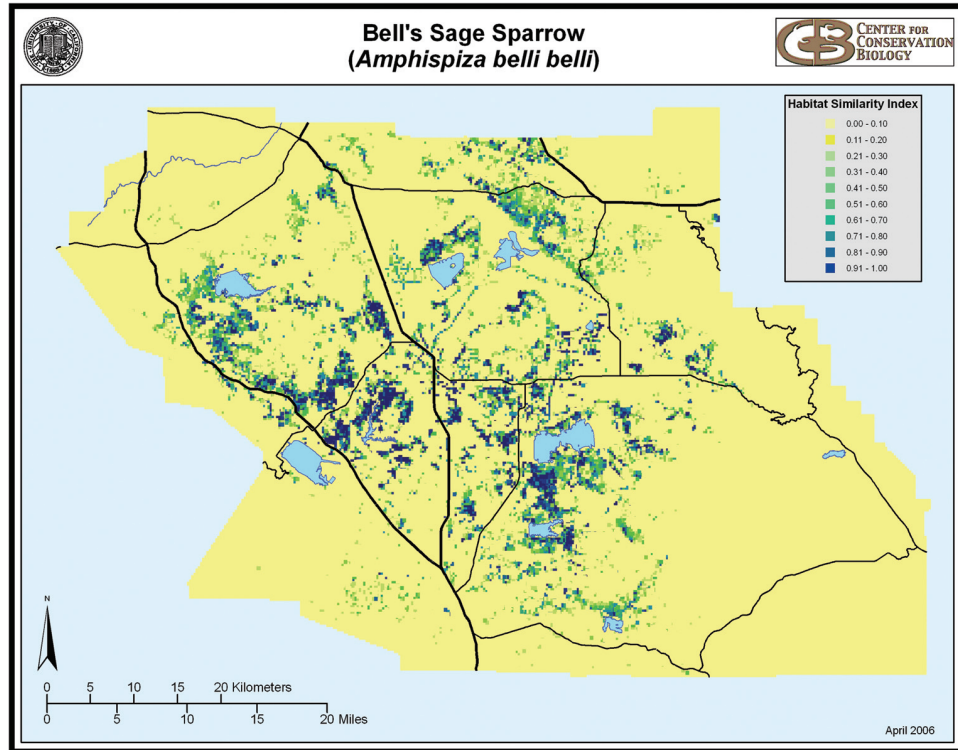 Bell's Sage Sparrow
(Amphispiza belli belli)
CENTER FOR
CONSERVATION
BIOLOGY
Habitat Similarity Index
0.00 - 0.10
0.11 - 0.20
0.21 - 0.30
0.31 - 0.40
0.41 - 0.50
0.51 - 0.60
0.61 - 0.70
0.71 - 0.80
0.81 - 0.90
0.91 - 1.00
N
0 5 10 15 20 Kilometers
0 5 10 15 20 Miles
April 2006